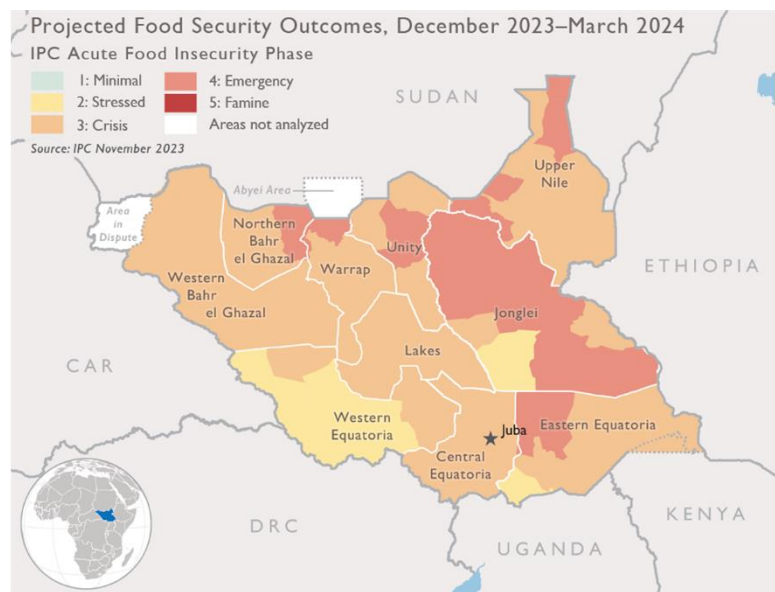 Projected Food Security Outcomes, December 2023–March 2024
IPC Acute Food Insecurity Phase
1: Minimal
2: Stressed
3: Crisis
4: Emergency
5: Famine
Areas not analyzed
Source: IPC November 2023
SUDAN
Abyei Area
Area
in
Dispute
Upper
Nile
Northern
Bahr
el Ghazal
Unity
Warrap
ETHIOPIA
Western
Bahr
el Ghazal
Jonglei
Lakes
CAR
Western
Equatoria
Juba
Eastern Equatoria
Central
Equatoria
DRC
UGANDA
KENYA